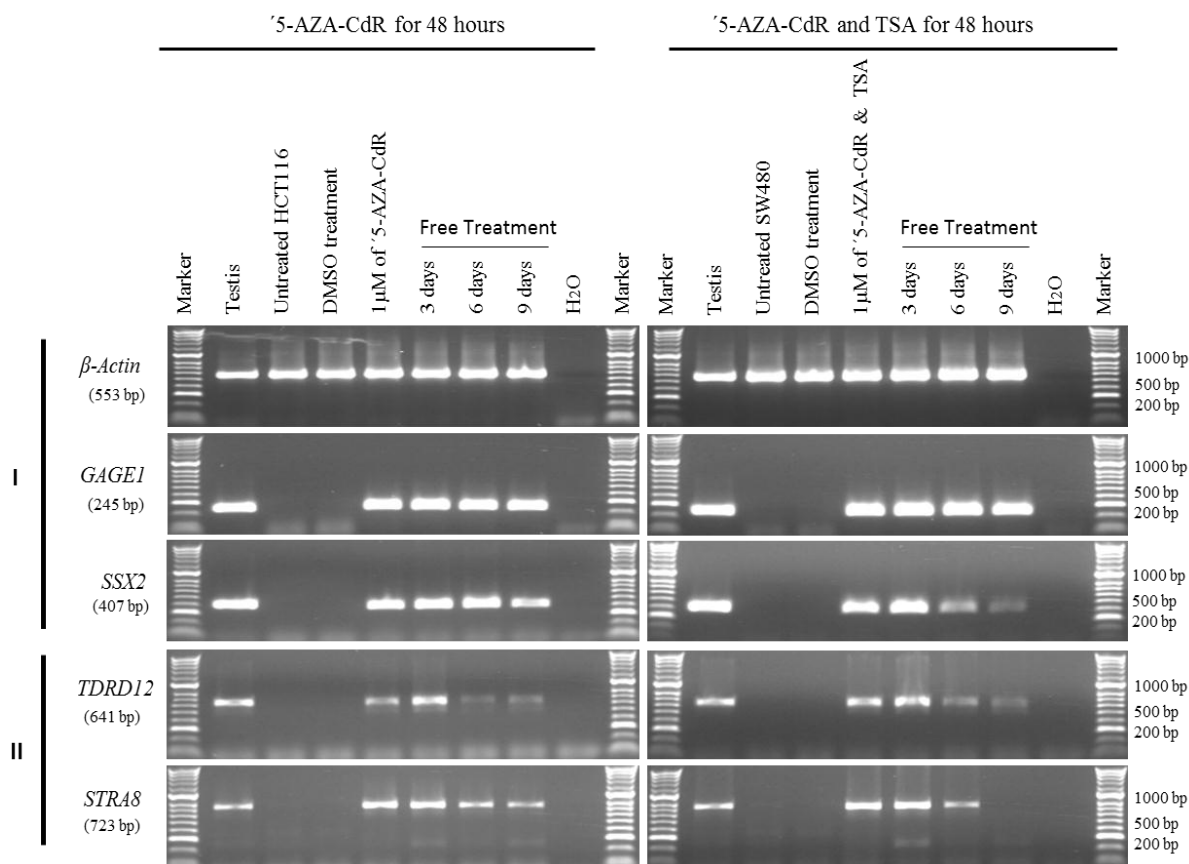 ´5-AZA-CdR for 48 hours
´5-AZA-CdR and TSA for 48 hours
Marker
Testis
Untreated HCT116
DMSO treatment
1µM of ´5-AZA-CdR
Free Treatment
3 days
6 days
9 days
H2O
Marker
Marker
Testis
Untreated SW480
DMSO treatment
1µM of ´5-AZA-CdR & TSA
Free Treatment
3 days
6 days
9 days
H2O
Marker
I
β-Actin
(553 bp)
1000 bp
500 bp
200 bp
GAGE1
(245 bp)
1000 bp
500 bp
200 bp
SSX2
(407 bp)
1000 bp
500 bp
200 bp
II
TDRD12
(641 bp)
1000 bp
500 bp
200 bp
STRA8
(723 bp)
1000 bp
500 bp
200 bp